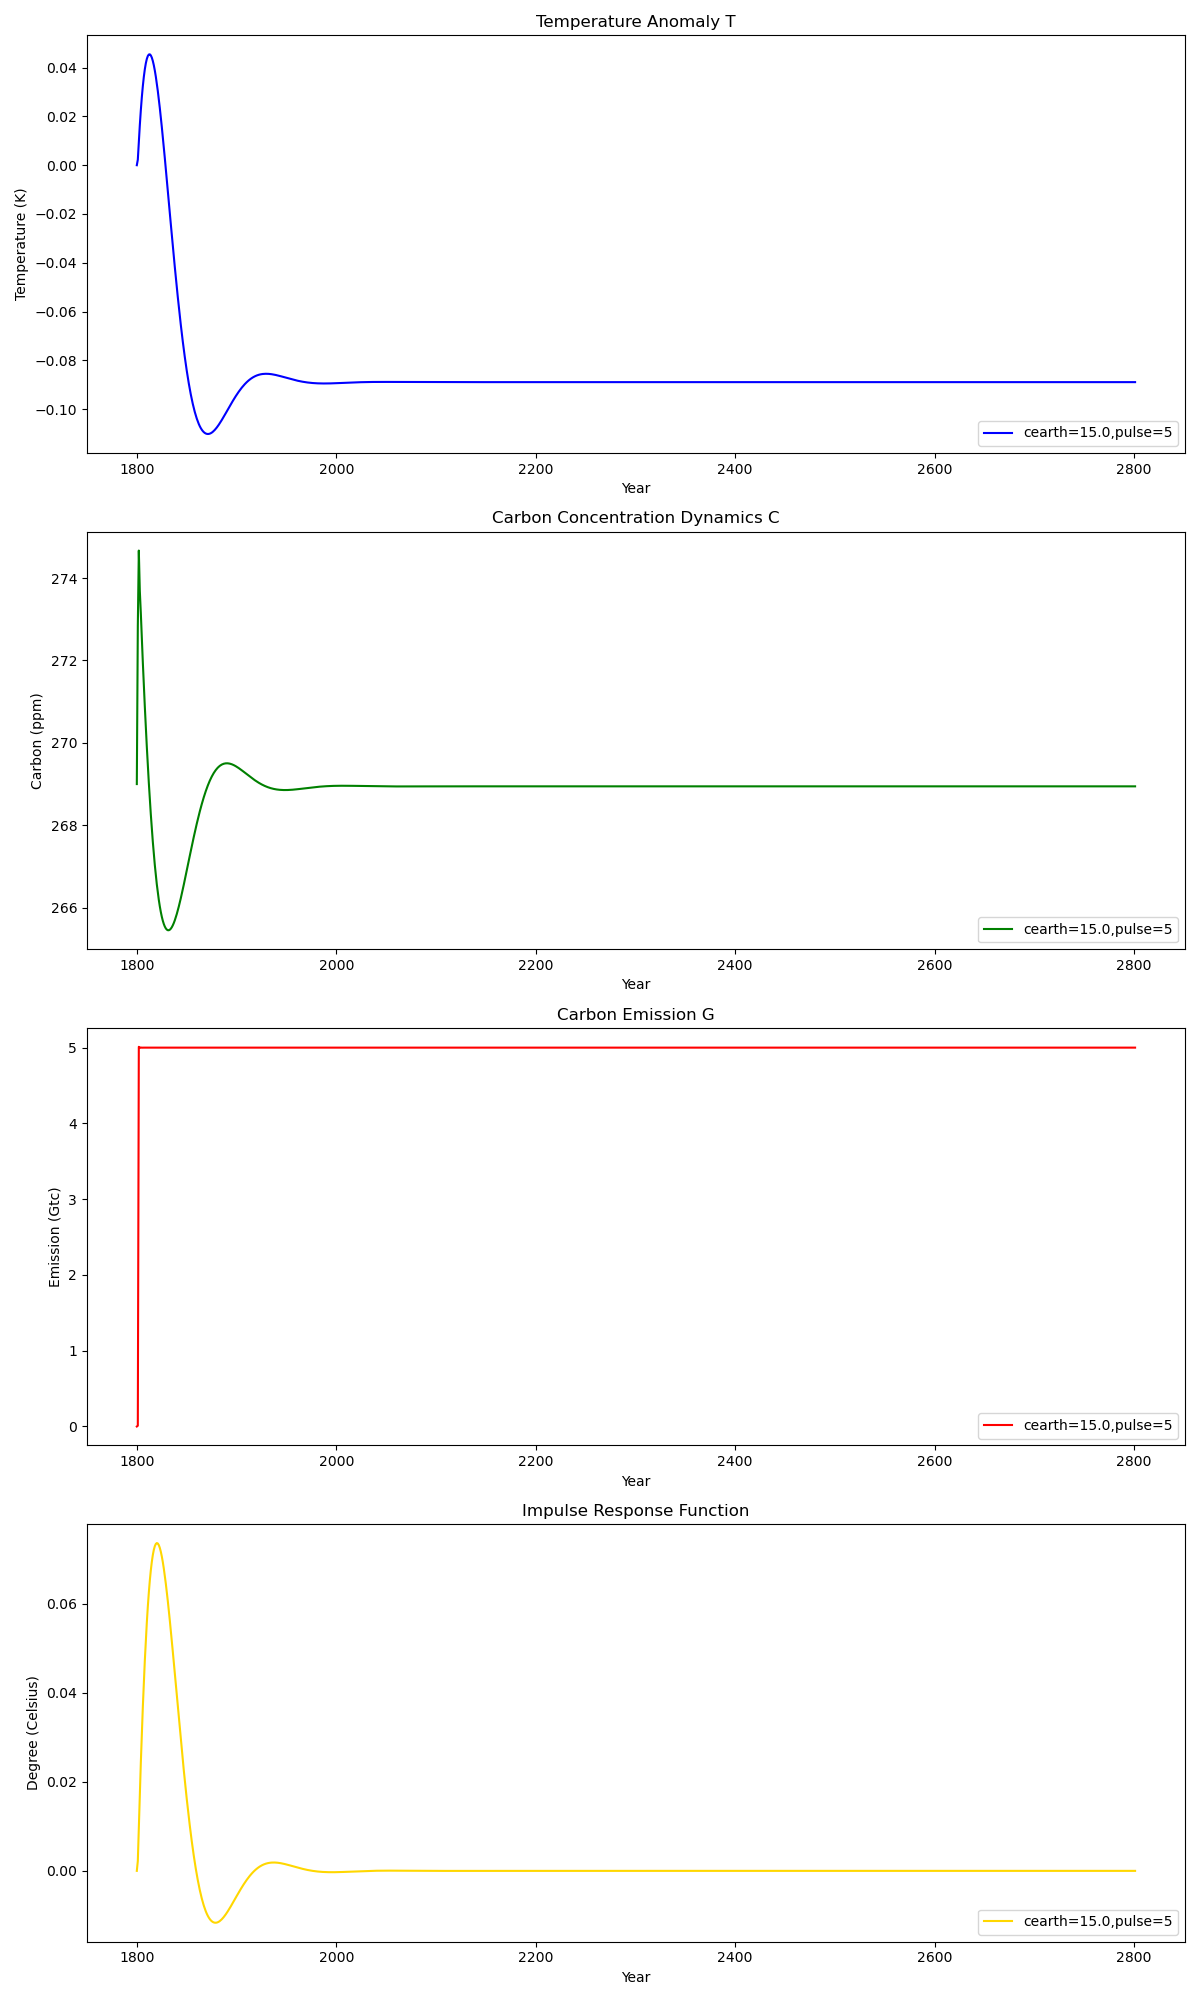 Temperature Anomaly T
0.04
0.02
0.00
−0.02
−0.04
−0.06
−0.08
−0.10
Temperature (K)
cearth=15.0,pulse=5
1800 2000 2200 2400 2600 2800
Year
Carbon Concentration Dynamics C
274
272
270
268
266
Carbon (ppm)
cearth=15.0,pulse=5
1800 2000 2200 2400 2600 2800
Year
Carbon Emission G
5
4
3
2
1
0
Emission (Gtc)
cearth=15.0,pulse=5
1800 2000 2200 2400 2600 2800
Year
Impulse Response Function
0.06
0.04
0.02
0.00
Degree (Celsius)
cearth=15.0,pulse=5
1800 2000 2200 2400 2600 2800
Year